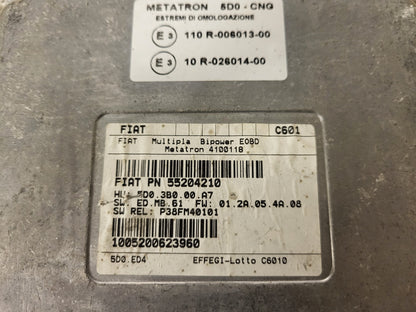 METATRON 5D0 - CNG
ESTREMI DI OMOLOGAZIONE
E 3 110 R-006013-00
E 3 10 R-026014-00
FIAT C601
FIAT Multipla Bipower EOBD
Metatron 4100118
FIAT PN 55204210
HW: 5D0.3B0.00.A7
SW: ED.MB.61 FW: 01.2A.05.4A.08
SW REL: P38FM40101
1005200623960
5D0.ED4 EFFEGI-Lotto C6010